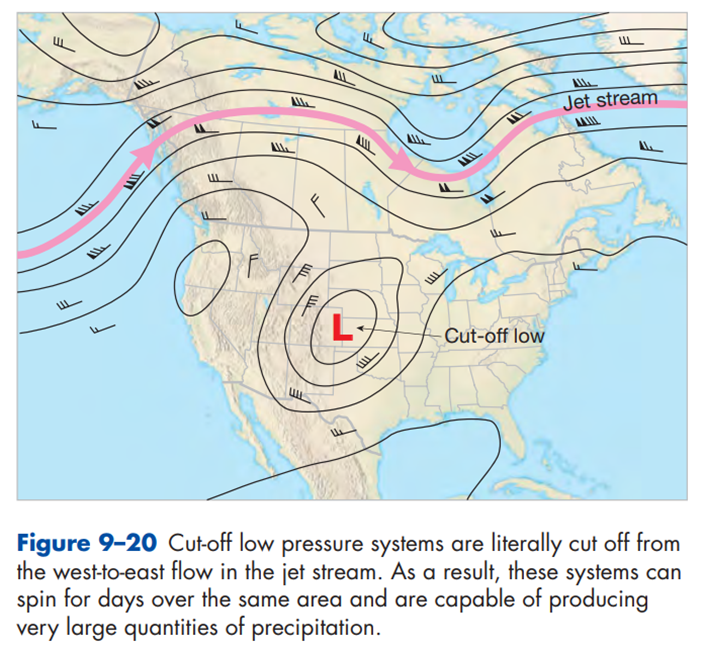 Jet stream
L
Cut-off low
Figure 9–20 Cut-off low pressure systems are literally cut off from
the west-to-east flow in the jet stream. As a result, these systems can
spin for days over the same area and are capable of producing
very large quantities of precipitation.